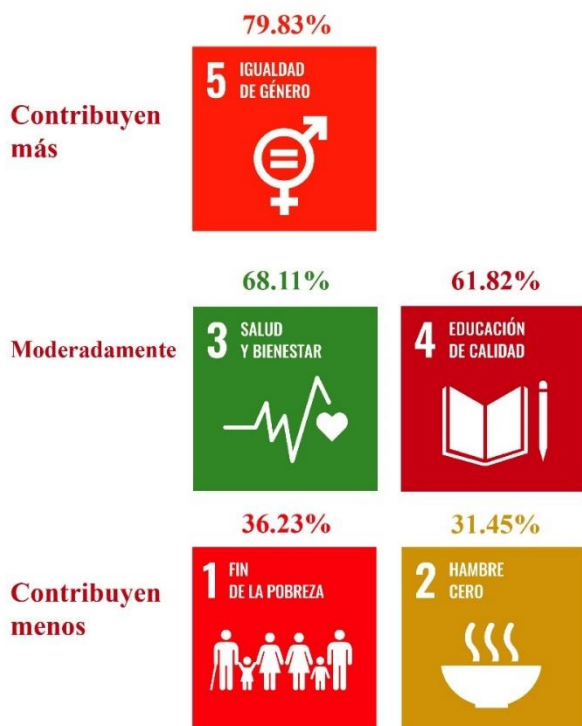 79.83%
5 IGUALDAD
DE GÉNERO
Contribuyen
más
68.11%
61.82%
Moderadamente
3 SALUD
Y BIENESTAR
4 EDUCACIÓN
DE CALIDAD
36.23%
31.45%
Contribuyen
menos
1 FIN
DE LA POBREZA
2 HAMBRE
CERO